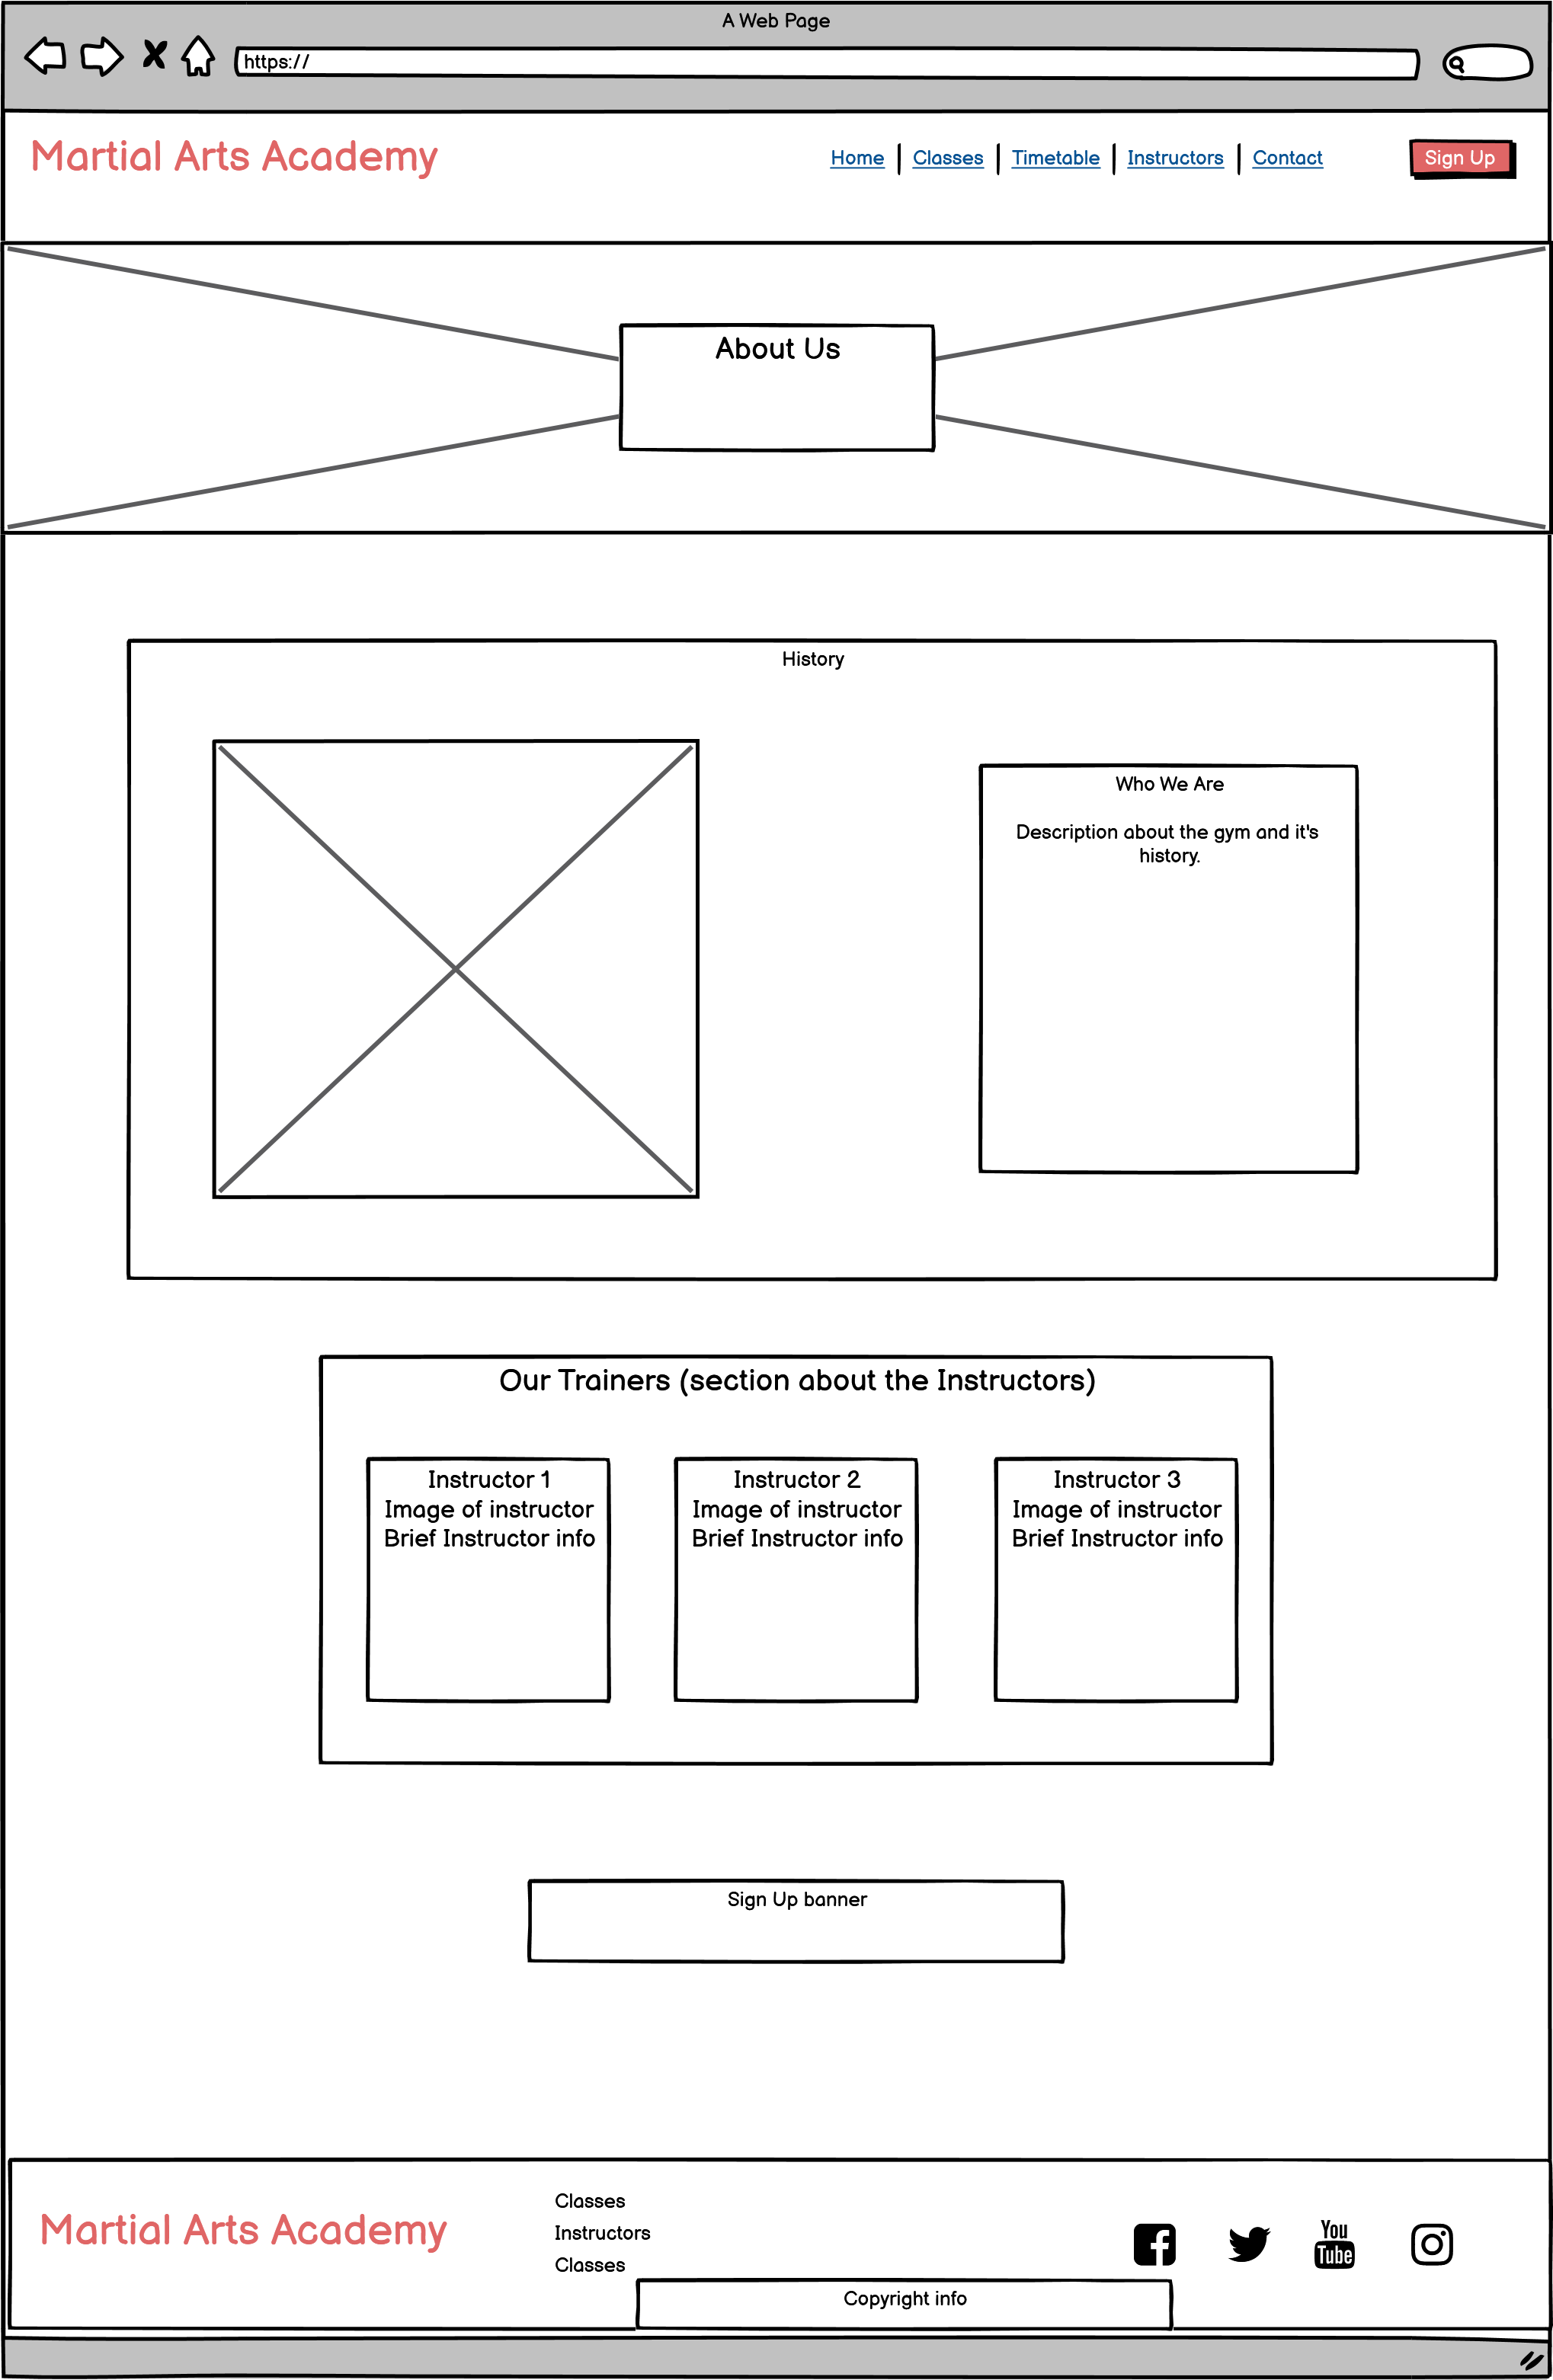 A Web Page
https://
Martial Arts Academy
Home
Classes
Timetable
Instructors
Contact
Sign Up
About Us
History
Who We Are
Description about the gym and it's
history.
Our Trainers (section about the Instructors)
Instructor 1
Image of instructor
Brief Instructor info
Instructor 2
Image of instructor
Brief Instructor info
Instructor 3
Image of instructor
Brief Instructor info
Sign Up banner
Martial Arts Academy
Classes
Instructors
Classes
You
Tube
Copyright info